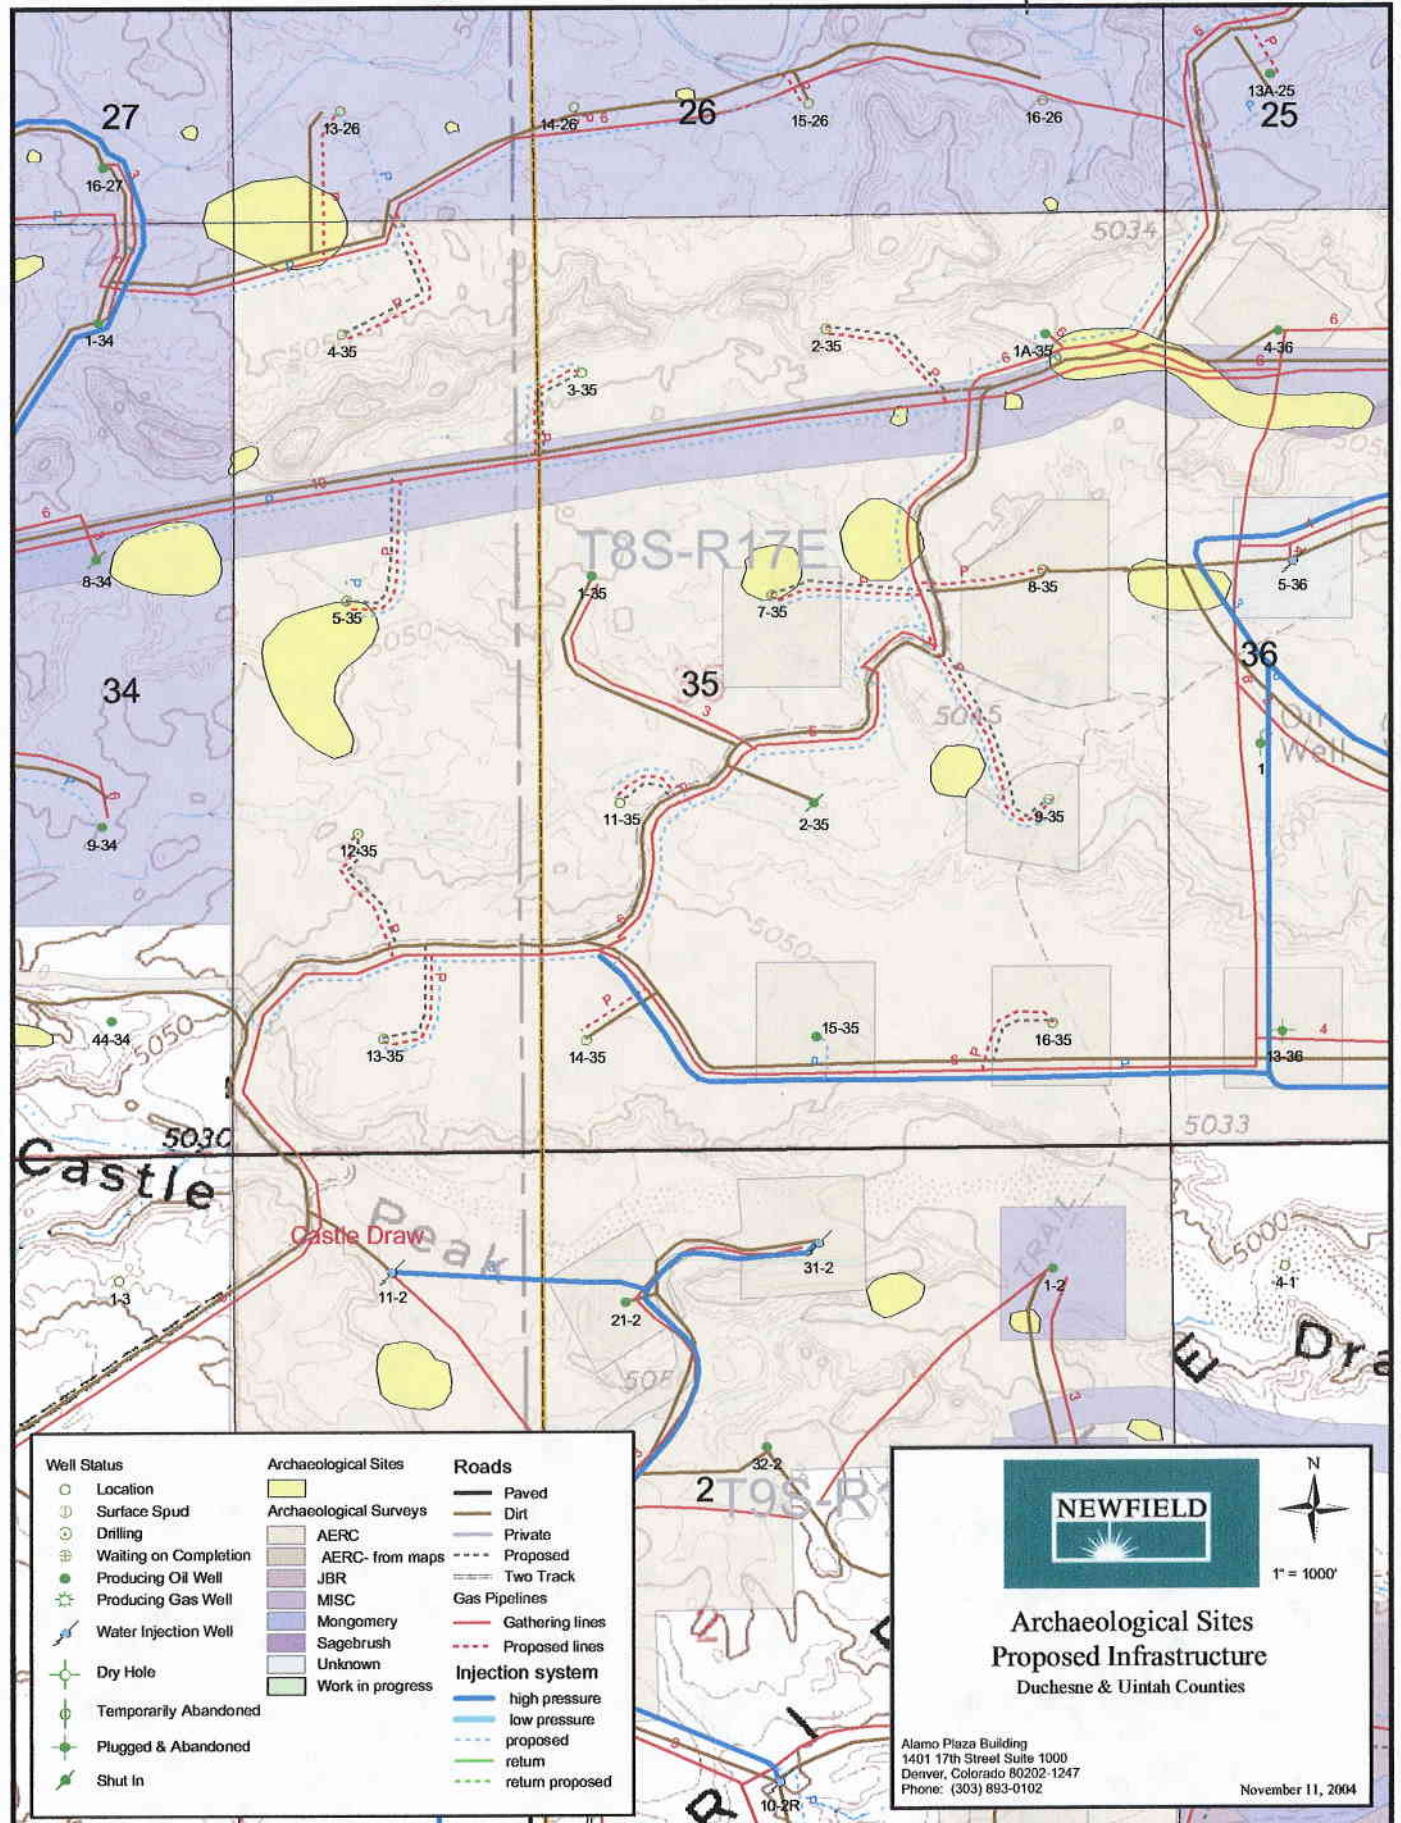 27
26
25
13-26
14-26
15-26
16-26
13A-25
16-27
5034
1-34
4-35
3-35
2-35
1A-35
4-36
6
10
8-34
T8S-R17E
5-35
1-35
7-35
8-35
5-36
34
35
36
5050
5045
Oil
Well
1
9-34
12-35
11-35
2-35
9-35
5050
44-34
5050
13-35
14-35
15-35
16-35
13-36
4
5030
5033
Castle
Peak
Castle Draw
TRAIL
5000
1-3
11-2
31-2
21-2
1-2
4-1
Dra
32-2
2
T9S-R1
10-2R
Well Status
Location
Surface Spud
Drilling
Waiting on Completion
Producing Oil Well
Producing Gas Well
Water Injection Well
Dry Hole
Temporarily Abandoned
Plugged & Abandoned
Shut In
Archaeological Sites
Archaeological Surveys
AERC
AERC- from maps
JBR
MISC
Mongomery
Sagebrush
Unknown
Work in progress
Roads
Paved
Dirt
Private
Proposed
Two Track
Gas Pipelines
Gathering lines
Proposed lines
Injection system
high pressure
low pressure
proposed
return
return proposed
NEWFIELD
N
1" = 1000'
Archaeological Sites
Proposed Infrastructure
Duchesne & Uintah Counties
Alamo Plaza Building
1401 17th Street Suite 1000
Denver, Colorado 80202-1247
Phone: (303) 893-0102
November 11, 2004